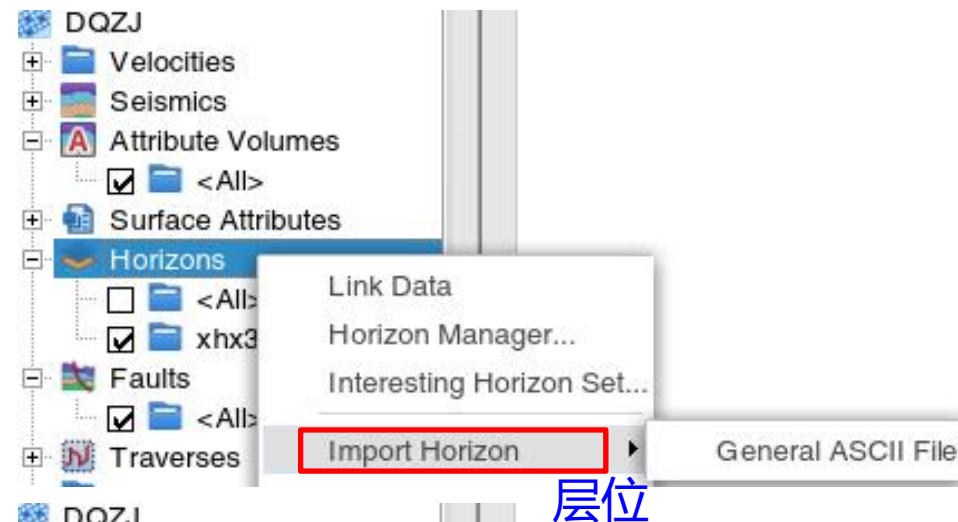 DQZJ
Velocities
Seismics
Attribute Volumes
<All>
Surface Attributes
Horizons
Link Data
<All>
xhx3
Horizon Manager...
Interesting Horizon Set...
Faults
<All>
Traverses
Import Horizon
General ASCII File
层位
DQZJ